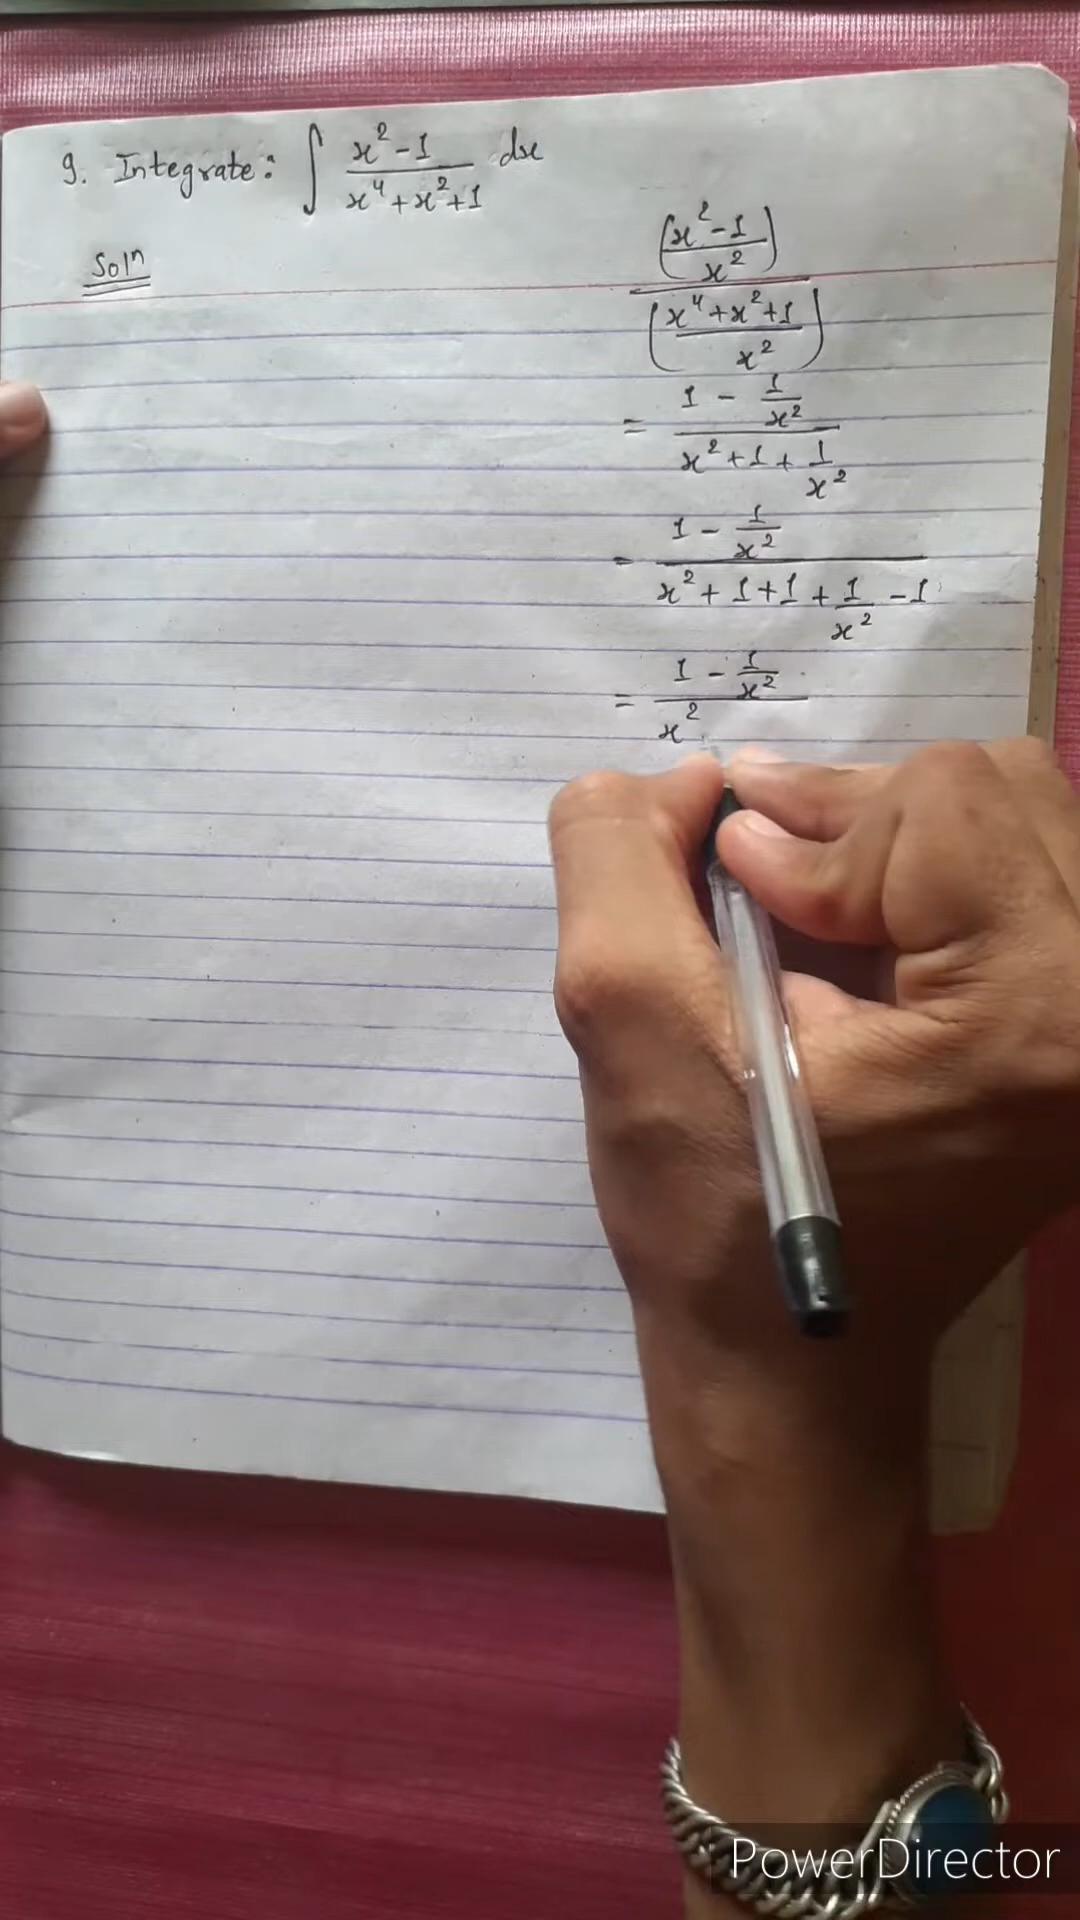 9. Integrate: ∫ (x² - 1)/(x⁴ + x² + 1) dx
Solⁿ
((x² - 1)/x²)/((x⁴ + x² + 1)/x²)
= (1 - 1/x²)/(x² + 1 + 1/x²)
= (1 - 1/x²)/(x² + 1 + 1 + 1/x² - 1)
= (1 - 1/x²)/x²
PowerDirector